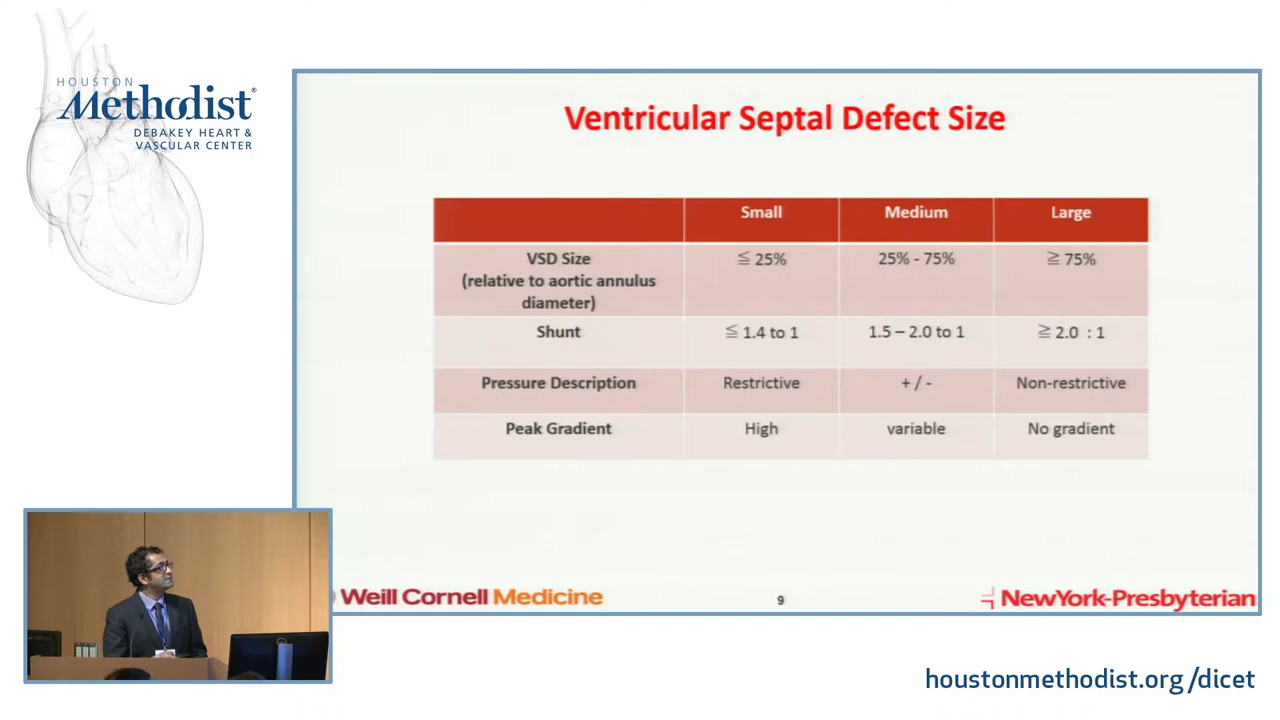 HOUSTON
Methodist®
DEBAKEY HEART &
VASCULAR CENTER
Ventricular Septal Defect Size
Small Medium Large
VSD Size
(relative to aortic annulus
diameter)
≦ 25% 25% - 75% ≧ 75%
Shunt ≦ 1.4 to 1 1.5 – 2.0 to 1 ≧ 2.0 : 1
Pressure Description Restrictive + / - Non-restrictive
Peak Gradient High variable No gradient
Weill Cornell Medicine 9 NewYork-Presbyterian
houstonmethodist.org/dicet